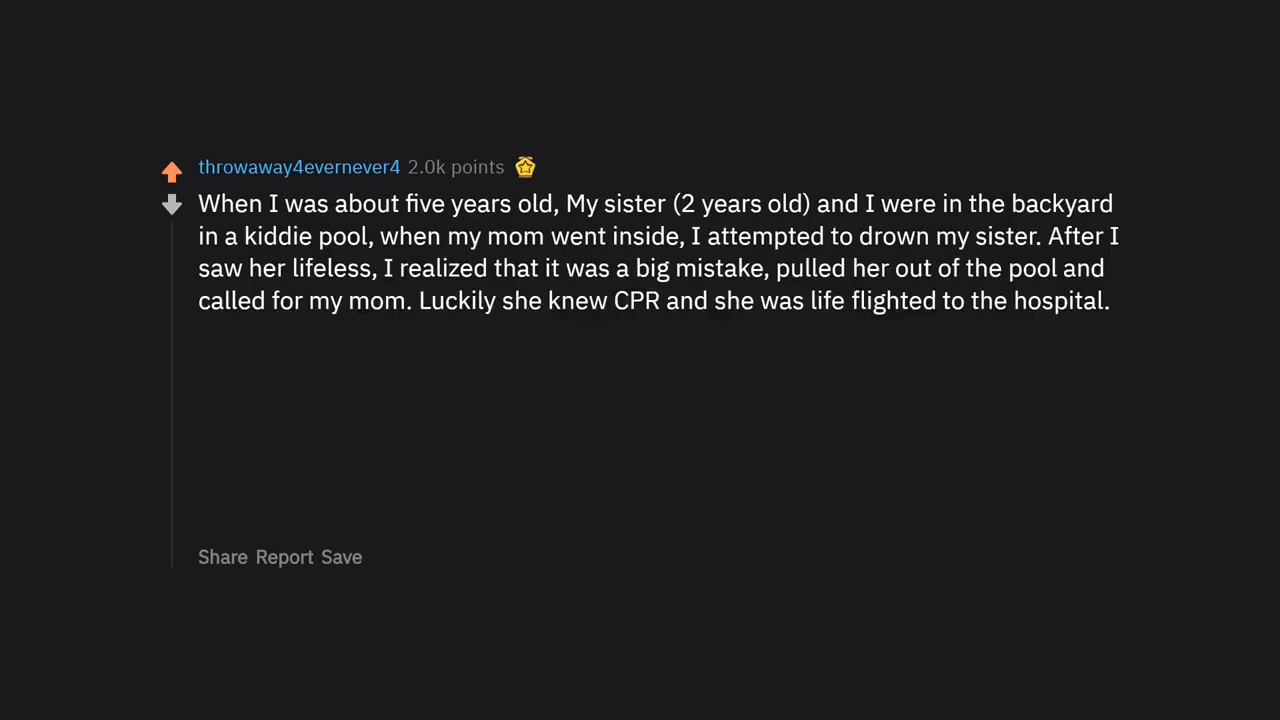 throwaway4evernever4 2.0k points
When I was about five years old, My sister (2 years old) and I were in the backyard
in a kiddie pool, when my mom went inside, I attempted to drown my sister. After I
saw her lifeless, I realized that it was a big mistake, pulled her out of the pool and
called for my mom. Luckily she knew CPR and she was life flighted to the hospital.
Share Report Save